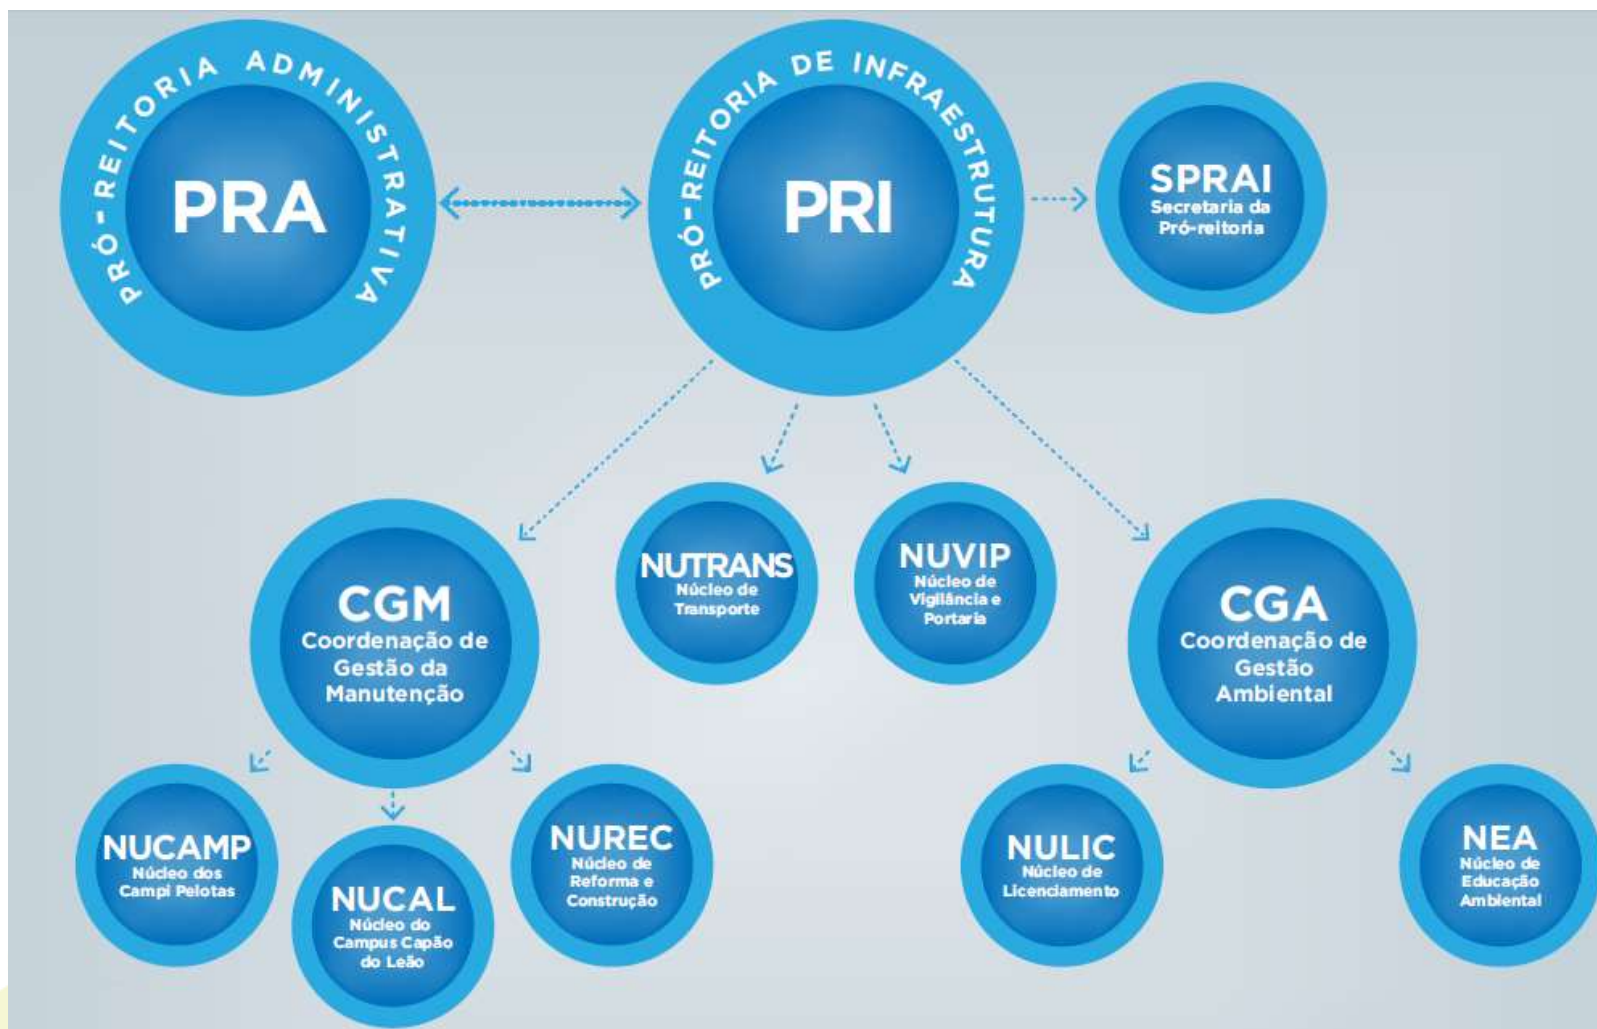 PRÓ-REITORIA ADMINISTRATIVA
PRA
PRÓ-REITORIA DE INFRAESTRUTURA
PRI
SPRAI
Secretaria da
Pró-reitoria
CGM
Coordenação de
Gestão da
Manutenção
NUTRANS
Núcleo de
Transporte
NUVIP
Núcleo de
Vigilância e
Portaria
CGA
Coordenação de
Gestão
Ambiental
NUCAMP
Núcleo dos
Campi Pelotas
NUCAL
Núcleo do
Campus Capão
do Leão
NUREC
Núcleo de
Reforma e
Construção
NULIC
Núcleo de
Licenciamento
NEA
Núcleo de
Educação
Ambiental